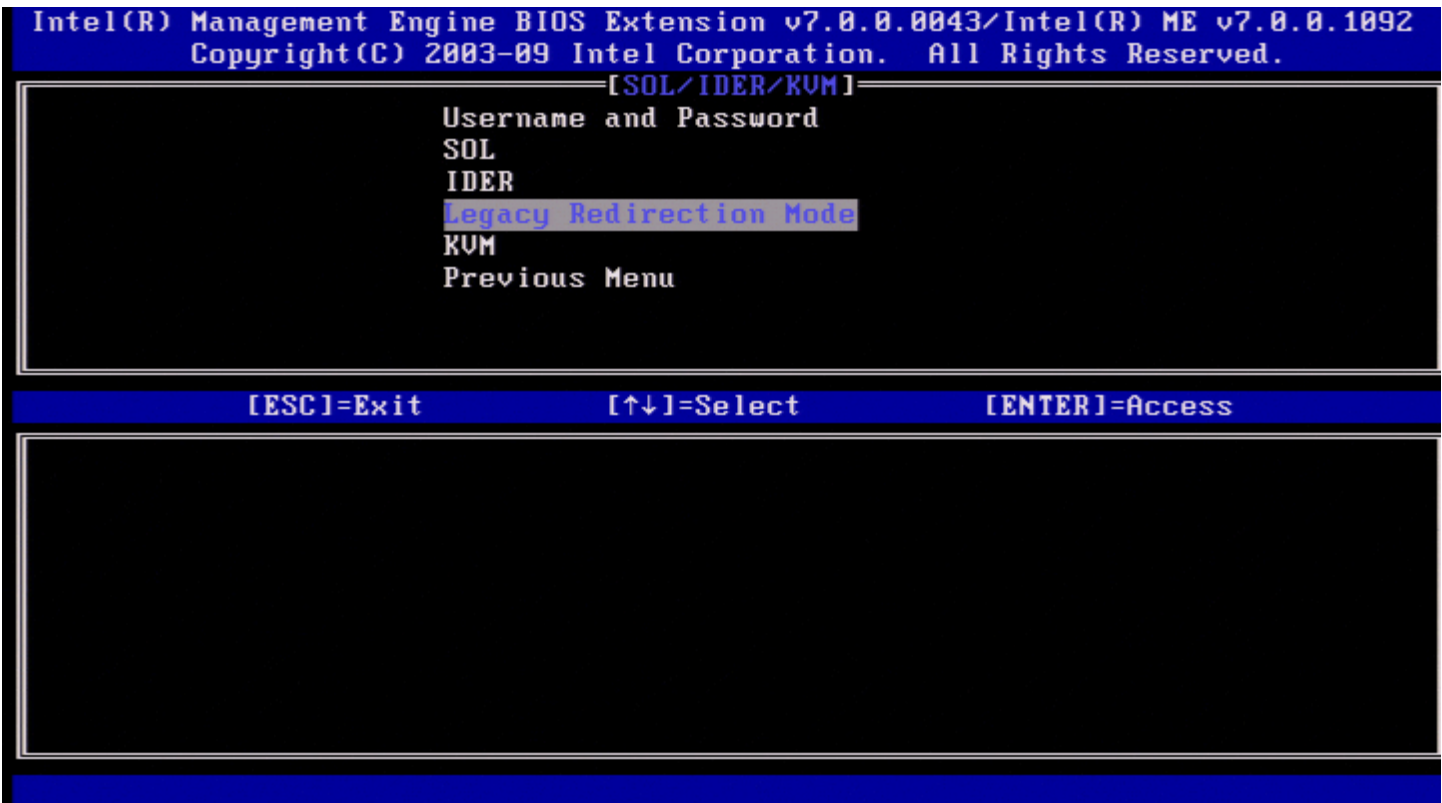 Intel(R) Management Engine BIOS Extension v7.0.0.0043/Intel(R) ME v7.0.0.1092
Copyright(C) 2003-09 Intel Corporation. All Rights Reserved.
[SOL/IDER/KVM]
Username and Password
SOL
IDER
Legacy Redirection Mode
KVM
Previous Menu
[ESC]=Exit [↑↓]=Select [ENTER]=Access